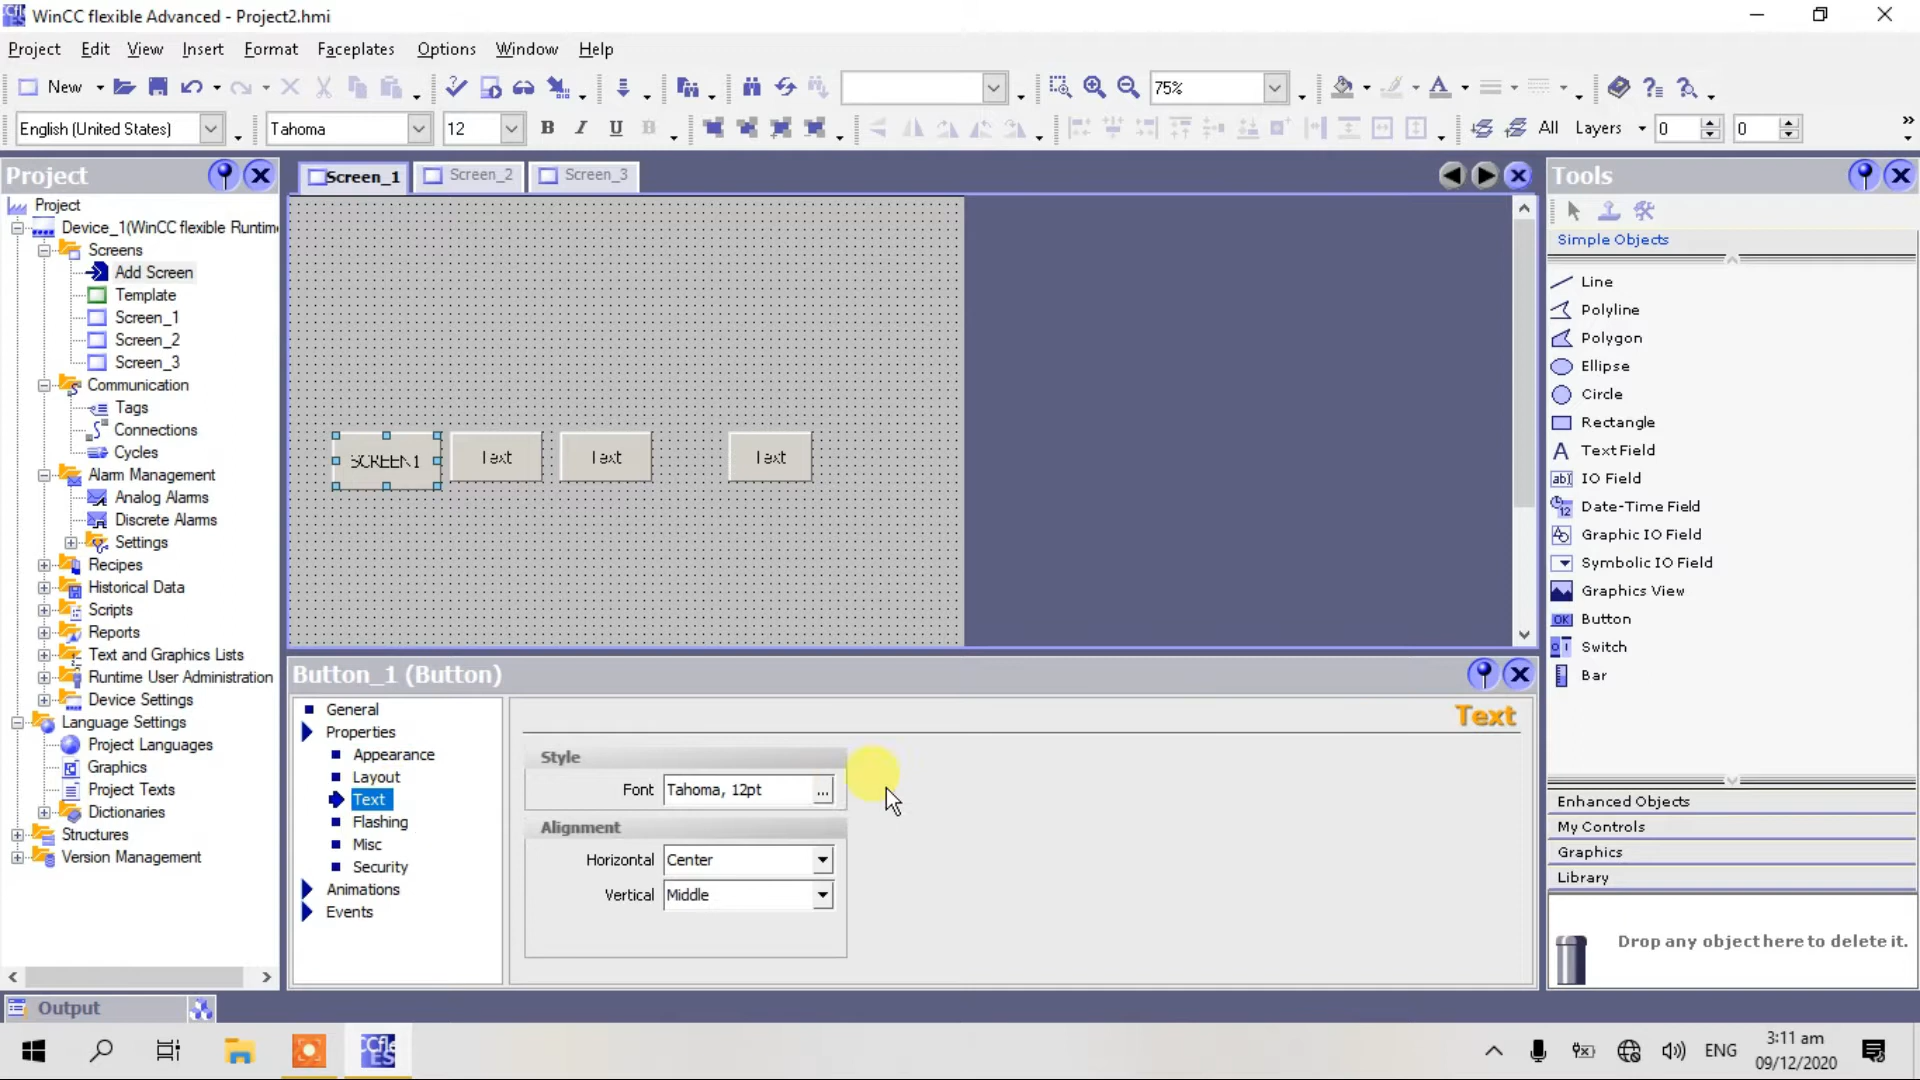 WinCC flexible Advanced - Project2.hmi
Project Edit View Insert Format Faceplates Options Window Help
New 75%
English (United States) Tahoma 12 B I U B All Layers 0 0
Project
Project
Device_1(WinCC flexible Runtim
Screens
Add Screen
Template
Screen_1
Screen_2
Screen_3
Communication
Tags
Connections
Cycles
Alarm Management
Analog Alarms
Discrete Alarms
Settings
Recipes
Historical Data
Scripts
Reports
Text and Graphics Lists
Runtime User Administration
Device Settings
Language Settings
Project Languages
Graphics
Project Texts
Dictionaries
Structures
Version Management
Screen_1 Screen_2 Screen_3
SCREEN1 Text Text Text
Button_1 (Button)
General
Properties
Appearance
Layout
Text
Flashing
Misc
Security
Animations
Events
Text
Style
Font Tahoma, 12pt ...
Alignment
Horizontal Center
Vertical Middle
Tools
Simple Objects
Line
Polyline
Polygon
Ellipse
Circle
Rectangle
Text Field
IO Field
Date-Time Field
Graphic IO Field
Symbolic IO Field
Graphics View
Button
Switch
Bar
Enhanced Objects
My Controls
Graphics
Library
Drop any object here to delete it.
Output
ENG
3:11 am
09/12/2020